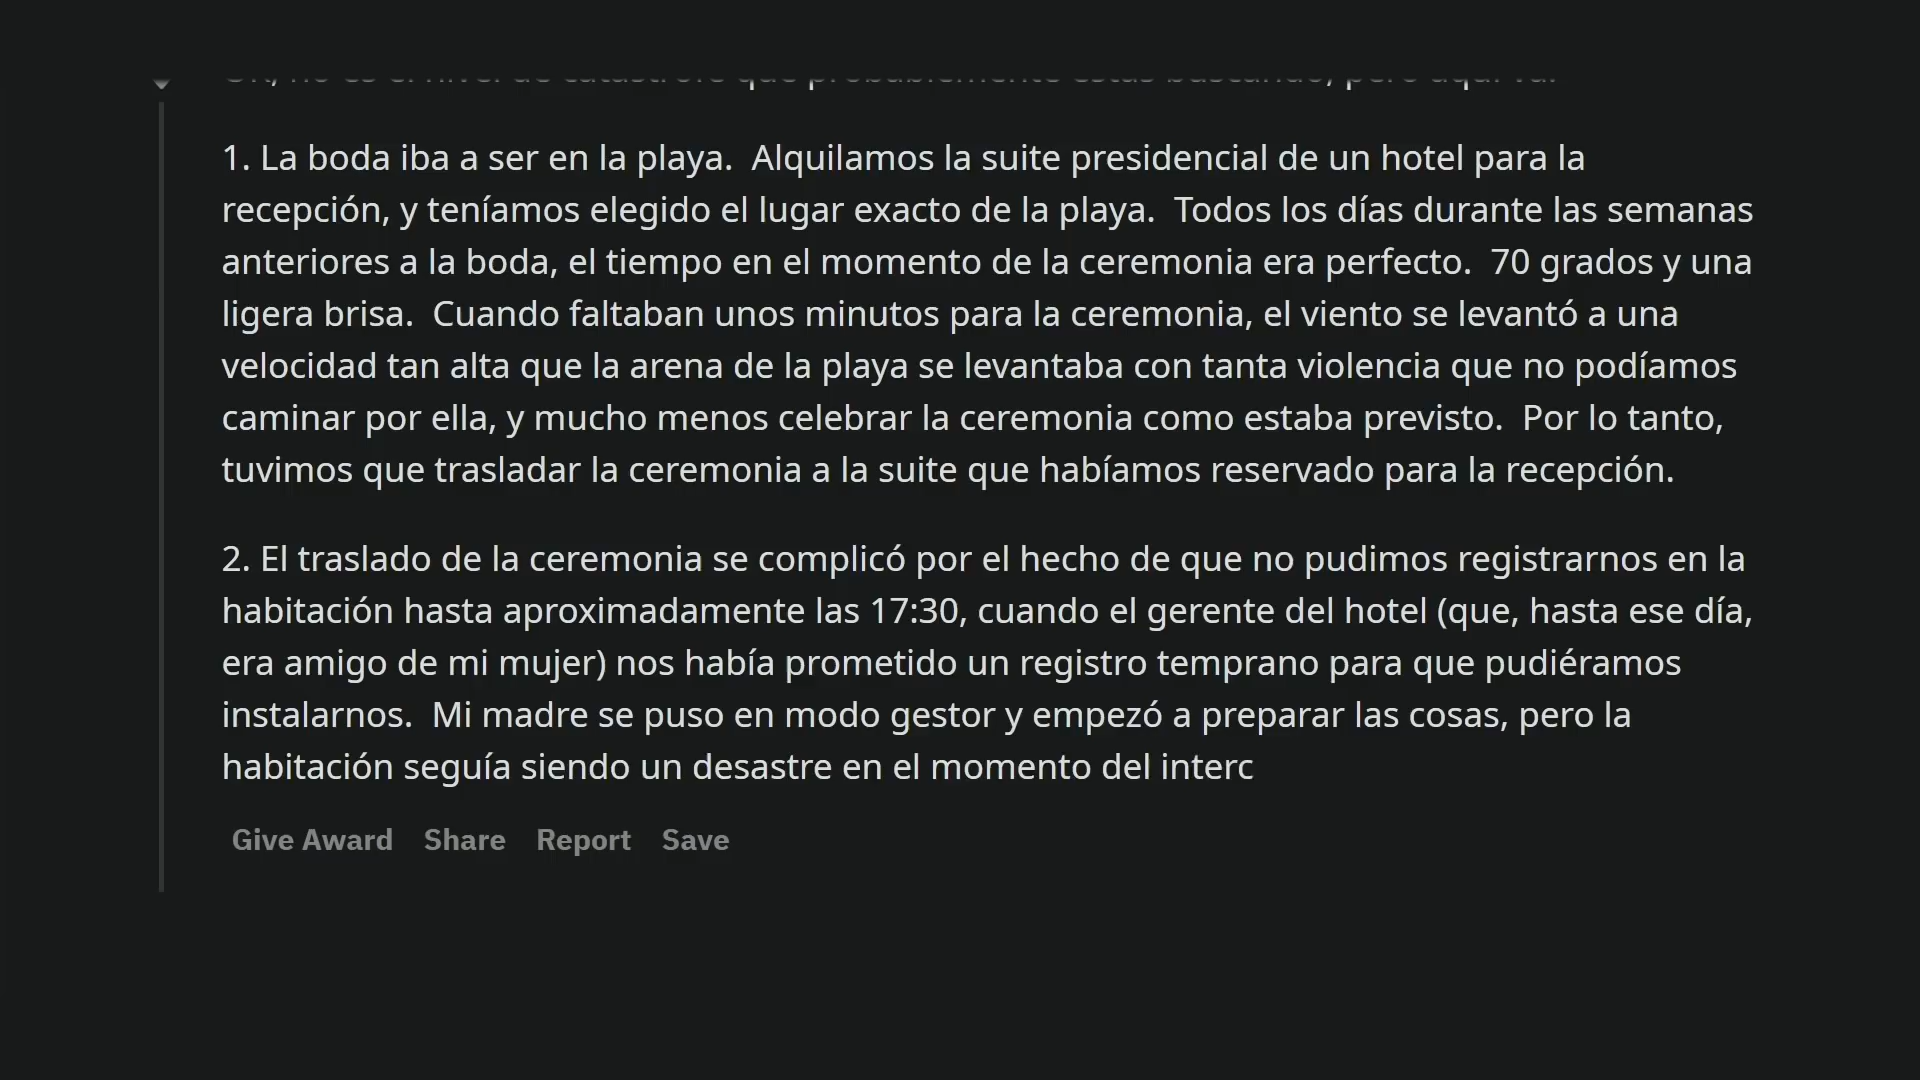 1. La boda iba a ser en la playa.  Alquilamos la suite presidencial de un hotel para la
recepción, y teníamos elegido el lugar exacto de la playa.  Todos los días durante las semanas
anteriores a la boda, el tiempo en el momento de la ceremonia era perfecto.  70 grados y una
ligera brisa.  Cuando faltaban unos minutos para la ceremonia, el viento se levantó a una
velocidad tan alta que la arena de la playa se levantaba con tanta violencia que no podíamos
caminar por ella, y mucho menos celebrar la ceremonia como estaba previsto.  Por lo tanto,
tuvimos que trasladar la ceremonia a la suite que habíamos reservado para la recepción.
2. El traslado de la ceremonia se complicó por el hecho de que no pudimos registrarnos en la
habitación hasta aproximadamente las 17:30, cuando el gerente del hotel (que, hasta ese día,
era amigo de mi mujer) nos había prometido un registro temprano para que pudiéramos
instalarnos.  Mi madre se puso en modo gestor y empezó a preparar las cosas, pero la
habitación seguía siendo un desastre en el momento del interc
Give Award Share Report Save